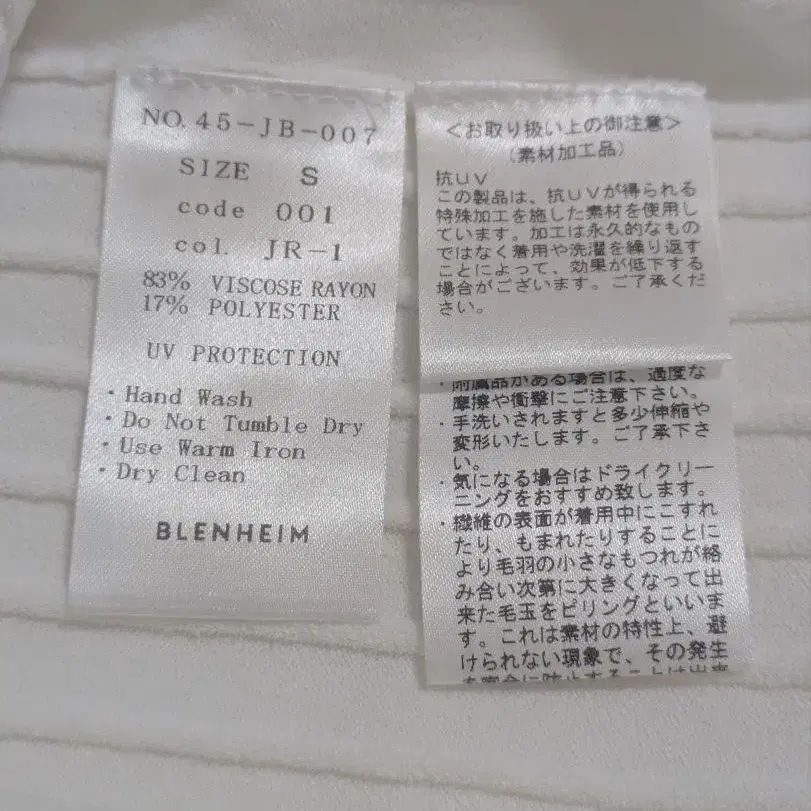 NO. 45-JB-007
SIZE S
code 001
col. JR-1
83% VISCOSE RAYON
17% POLYESTER
UV PROTECTION
・Hand Wash
・Do Not Tumble Dry
・Use Warm Iron
・Dry Clean
BLENHEIM
＜お取り扱い上の御注意＞
(素材加工品)
抗UV
この製品は、抗UVが得られる
特殊加工を施した素材を使用し
ています。加工は永久的なもの
ではなく着用や洗濯を繰り返す
ことによって、効果が低下する
場合がございます。ご了承くだ
さい。
・附属品がある場合は、過度な
摩擦や衝撃にご注意下さい。
・手洗いされますと多少伸縮や
変形いたします。ご了承下さ
い。
・気になる場合はドライクリー
ニングをおすすめ致します。
・繊維の表面が着用中にこすれ
たり、もまれたりすることに
より毛羽の小さなもつれが絡
み合い次第に大きくなって出
来た毛玉をピリングといいま
す。これは素材の特性上、避
けられない現象で、その発生